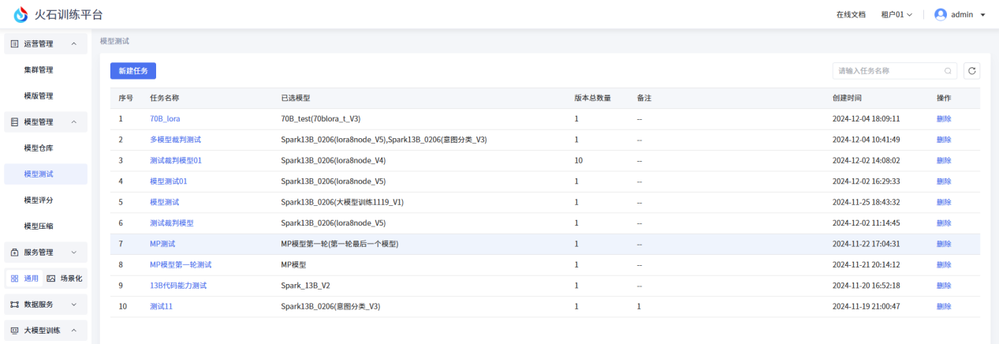 火石训练平台
在线文档 租户01 admin
运营管理
集群管理
模版管理
模型管理
模型仓库
模型测试
模型评分
模型压缩
服务管理
通用 场景化
数据服务
大模型训练
模型测试
新建任务 请输入任务名称
序号 任务名称 已选模型 版本总数量 备注 创建时间 操作
1 70B_lora 70B_test(70blora_t_V3) 1 -- 2024-12-04 18:09:11 删除
2 多模型裁判测试 Spark13B_0206(lora8node_V5),Spark13B_0206(意图分类_V3) 1 -- 2024-12-04 10:41:49 删除
3 测试裁判模型01 Spark13B_0206(lora8node_V4) 10 -- 2024-12-02 14:08:02 删除
4 模型测试01 Spark13B_0206(lora8node_V5) 1 -- 2024-12-02 16:29:33 删除
5 模型测试 Spark13B_0206(大模型训练1119_V1) 1 -- 2024-11-25 18:43:32 删除
6 测试裁判模型 Spark13B_0206(lora8node_V5) 1 -- 2024-12-02 11:14:45 删除
7 MP测试 MP模型第一轮(第一轮最后一个模型) 1 -- 2024-11-22 17:04:31 删除
8 MP模型第一轮测试 MP模型 1 -- 2024-11-21 20:14:12 删除
9 13B代码能力测试 Spark_13B_V2 1 -- 2024-11-20 16:52:18 删除
10 测试11 Spark13B_0206(意图分类_V3) 1 1 2024-11-19 21:00:47 删除